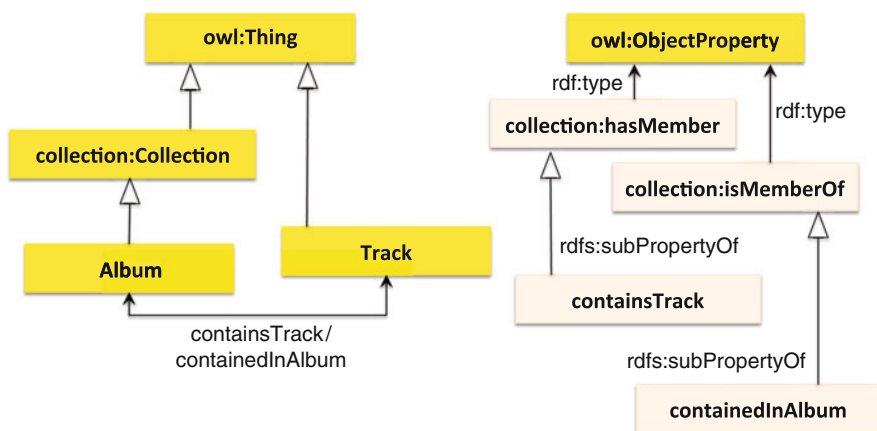 owl:Thing
collection:Collection
Album
Track
containsTrack/
containedInAlbum
owl:ObjectProperty
rdf:type
rdf:type
collection:hasMember
collection:isMemberOf
rdfs:subPropertyOf
containsTrack
rdfs:subPropertyOf
containedInAlbum